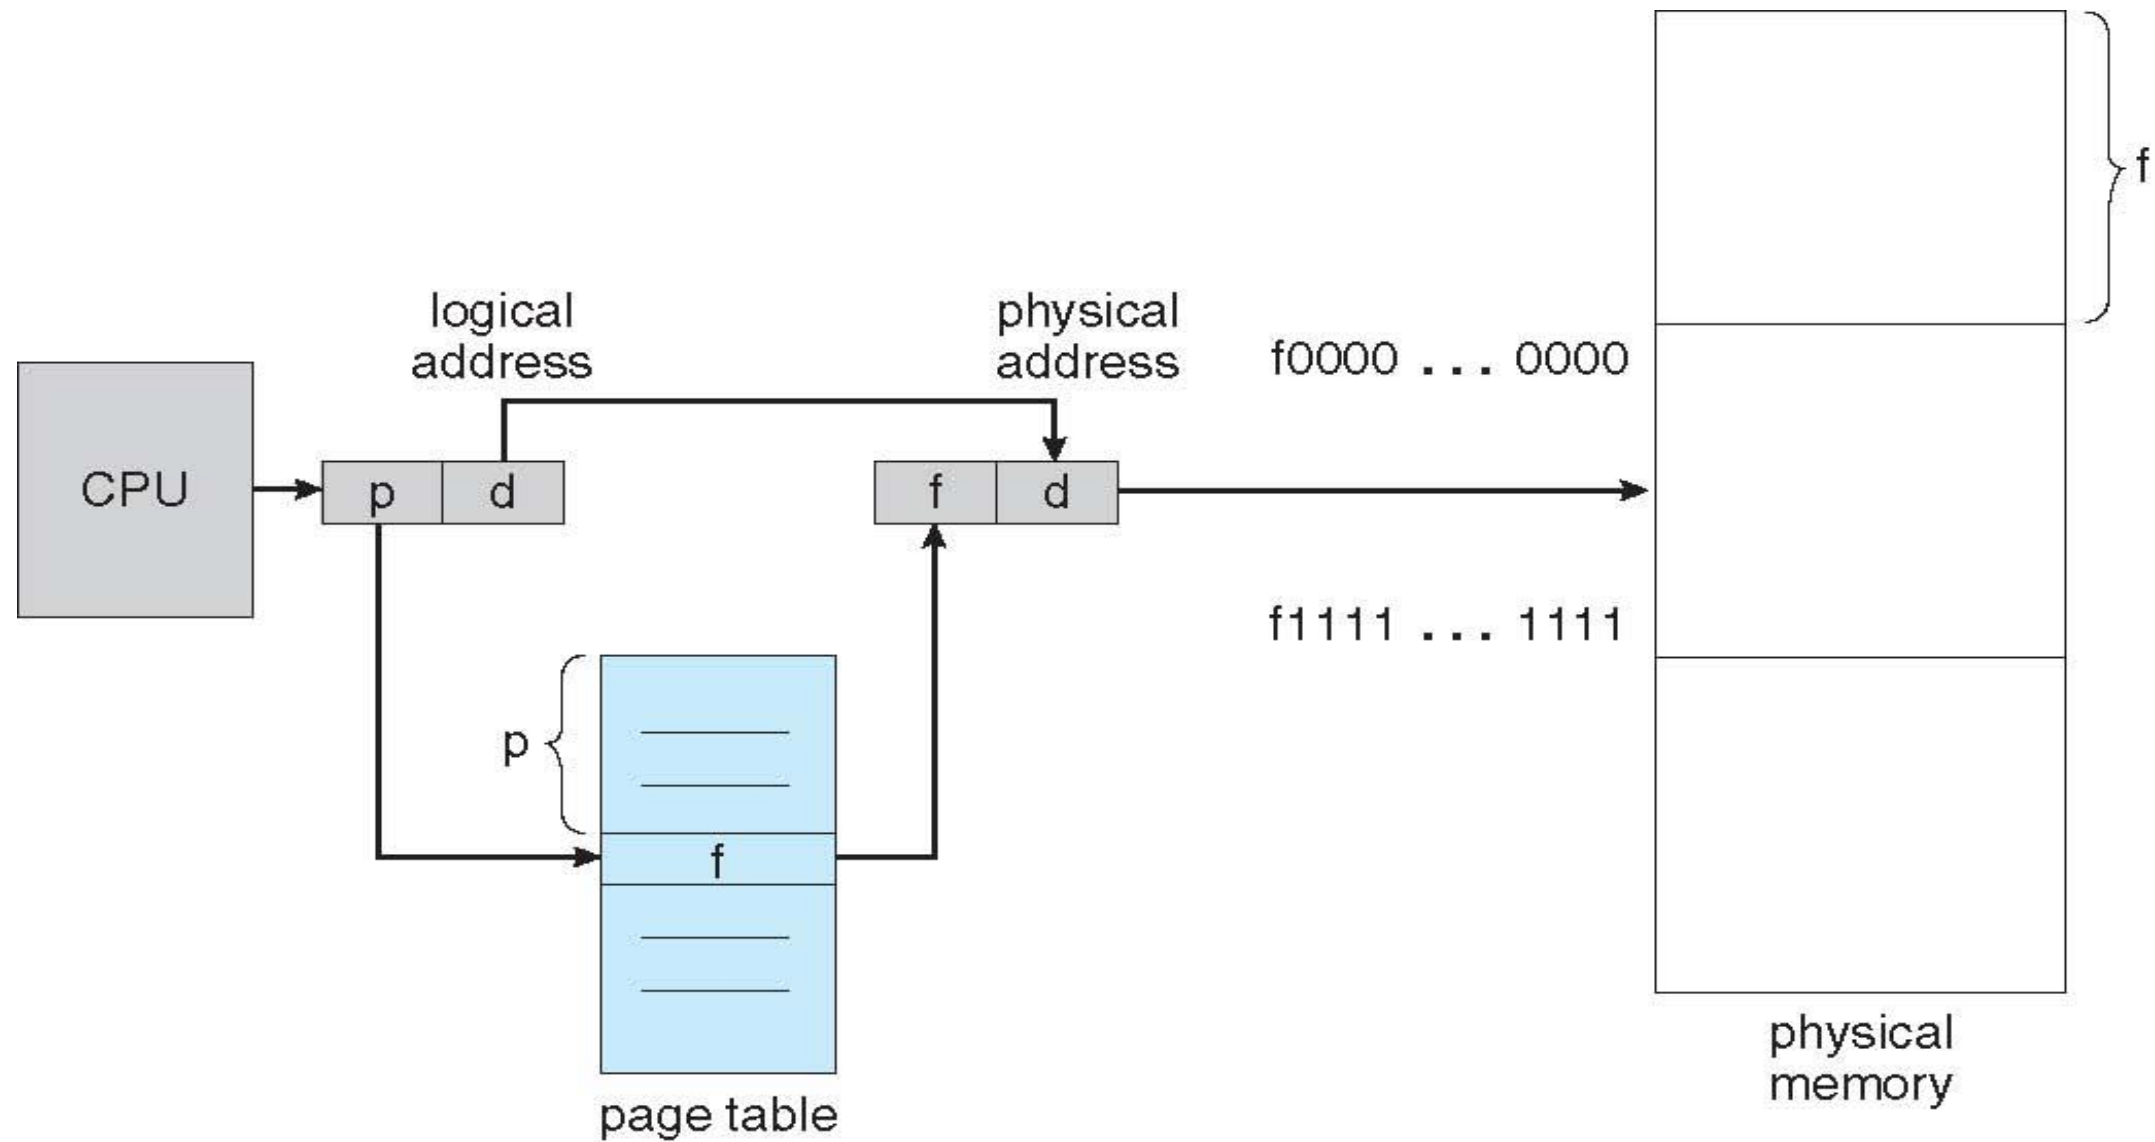 f
logical
address
physical
address
f0000 ... 0000
CPU
p
d
f
d
f1111 ... 1111
p
f
page table
physical
memory